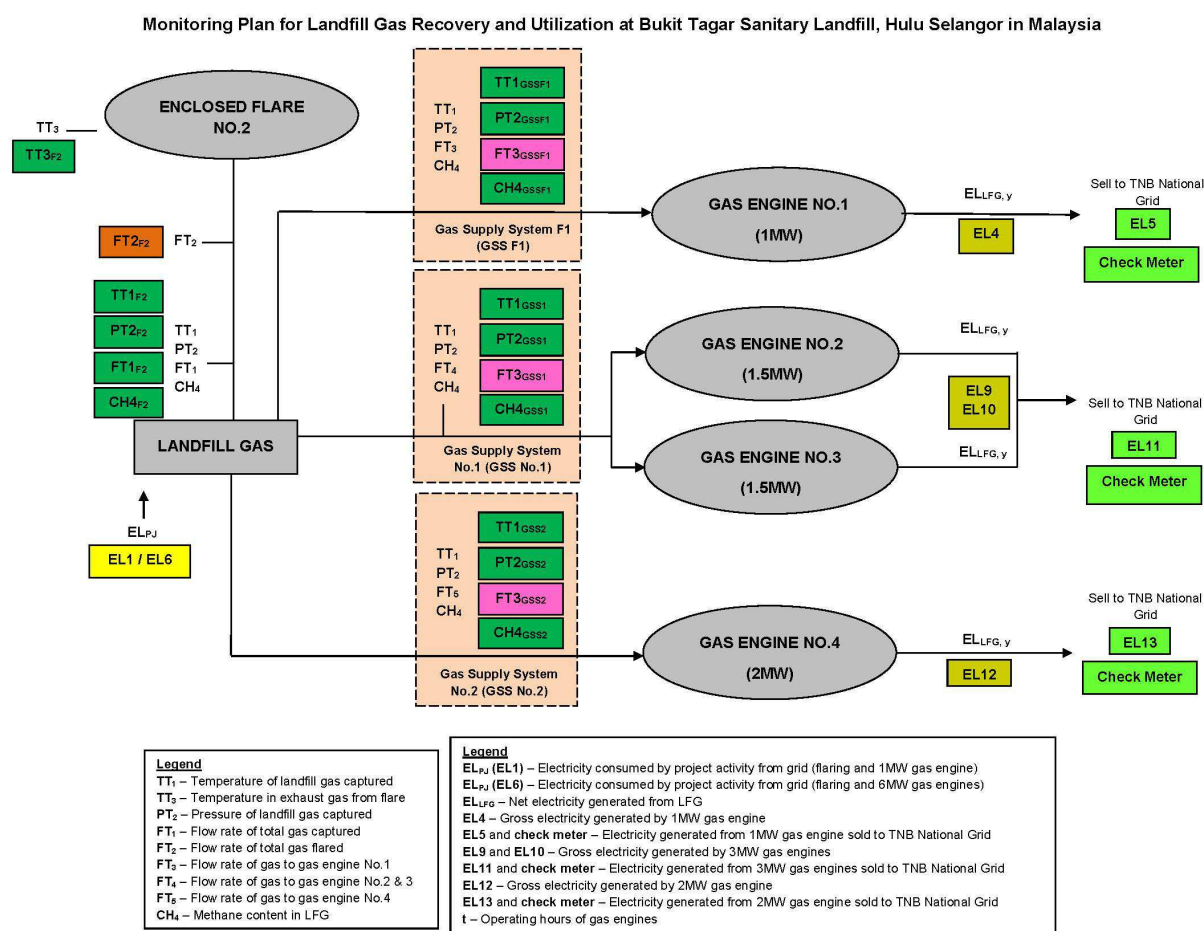 Monitoring Plan for Landfill Gas Recovery and Utilization at Bukit Tagar Sanitary Landfill, Hulu Selangor in Malaysia
ENCLOSED FLARE
NO.2
TT₃
TT3F2
FT2F2
FT₂
TT1F2
PT2F2
FT1F2
CH4F2
TT₁
PT₂
FT₁
CH₄
LANDFILL GAS
ELPJ
EL1 / EL6
TT₁
PT₂
FT₃
CH₄
TT1GSSF1
PT2GSSF1
FT3GSSF1
CH4GSSF1
Gas Supply System F1
(GSS F1)
GAS ENGINE NO.1
(1MW)
ELLFG, y
EL4
Sell to TNB National
Grid
EL5
Check Meter
TT₁
PT₂
FT₄
CH₄
TT1GSS1
PT2GSS1
FT3GSS1
CH4GSS1
Gas Supply System
No.1 (GSS No.1)
GAS ENGINE NO.2
(1.5MW)
ELLFG, y
GAS ENGINE NO.3
(1.5MW)
ELLFG, y
EL9
EL10
Sell to TNB National
Grid
EL11
Check Meter
TT₁
PT₂
FT₅
CH₄
TT1GSS2
PT2GSS2
FT3GSS2
CH4GSS2
Gas Supply System
No.2 (GSS No.2)
GAS ENGINE NO.4
(2MW)
ELLFG, y
EL12
Sell to TNB National
Grid
EL13
Check Meter
Legend
TT₁ – Temperature of landfill gas captured
TT₃ – Temperature in exhaust gas from flare
PT₂ – Pressure of landfill gas captured
FT₁ – Flow rate of total gas captured
FT₂ – Flow rate of total gas flared
FT₃ – Flow rate of gas to gas engine No.1
FT₄ – Flow rate of gas to gas engine No.2 & 3
FT₅ – Flow rate of gas to gas engine No.4
CH₄ – Methane content in LFG
Legend
ELPJ (EL1) – Electricity consumed by project activity from grid (flaring and 1MW gas engine)
ELPJ (EL6) – Electricity consumed by project activity from grid (flaring and 6MW gas engines)
ELLFG – Net electricity generated from LFG
EL4 – Gross electricity generated by 1MW gas engine
EL5 and check meter – Electricity generated from 1MW gas engine sold to TNB National Grid
EL9 and EL10 – Gross electricity generated by 3MW gas engines
EL11 and check meter – Electricity generated from 3MW gas engines sold to TNB National Grid
EL12 – Gross electricity generated by 2MW gas engine
EL13 and check meter – Electricity generated from 2MW gas engine sold to TNB National Grid
t – Operating hours of gas engines